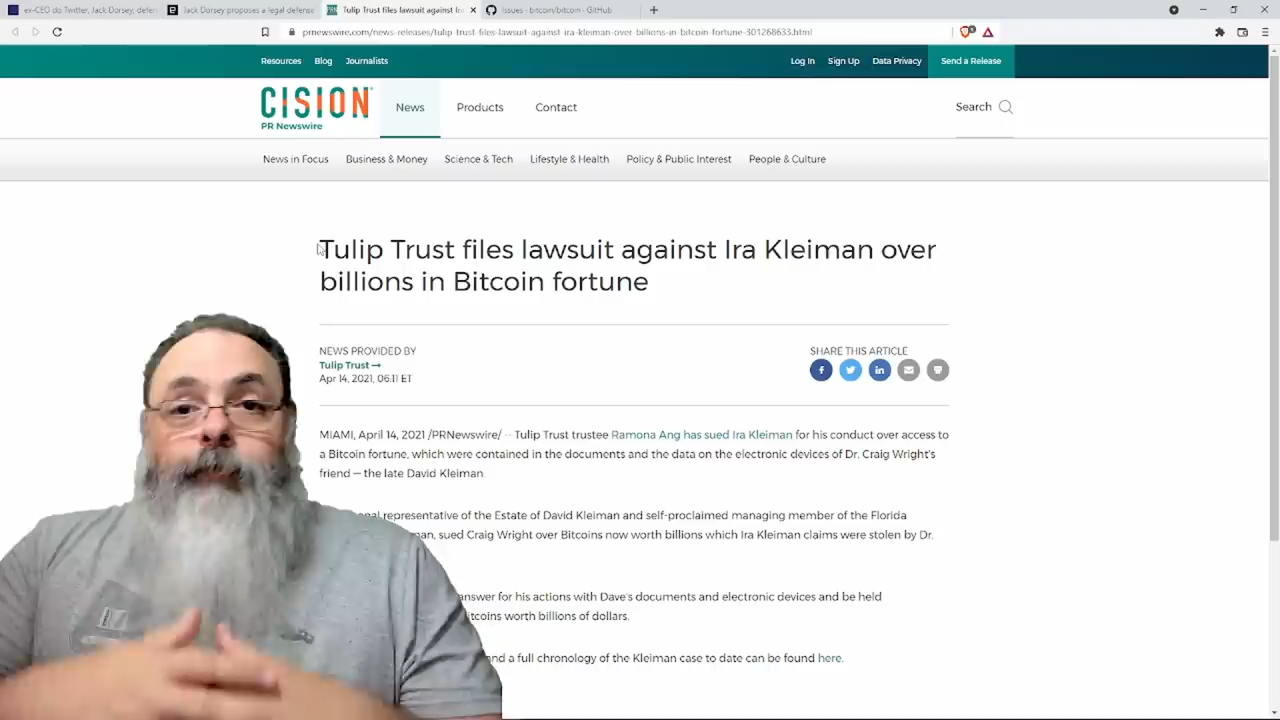 ex-CEO do Twitter, Jack Dorsey, defen
Jack Dorsey proposes a legal defense
Tulip Trust files lawsuit against Ira
Issues · bitcoin/bitcoin · GitHub
prnewswire.com/news-releases/tulip-trust-files-lawsuit-against-ira-kleiman-over-billions-in-bitcoin-fortune-301268633.html
Resources Blog Journalists
Log In Sign Up Data Privacy Send a Release
CISION
PR Newswire
News Products Contact
Search
News in Focus Business & Money Science & Tech Lifestyle & Health Policy & Public Interest People & Culture
Tulip Trust files lawsuit against Ira Kleiman over
billions in Bitcoin fortune
NEWS PROVIDED BY
Tulip Trust →
Apr 14, 2021, 06:11 ET
SHARE THIS ARTICLE
MIAMI, April 14, 2021 /PRNewswire/ -- Tulip Trust trustee Ramona Ang has sued Ira Kleiman for his conduct over access to
a Bitcoin fortune, which were contained in the documents and the data on the electronic devices of Dr. Craig Wright's
friend — the late David Kleiman.
representative of the Estate of David Kleiman and self-proclaimed managing member of the Florida
sued Craig Wright over Bitcoins now worth billions which Ira Kleiman claims were stolen by Dr.
answer for his actions with Dave's documents and electronic devices and be held
itcoins worth billions of dollars.
and a full chronology of the Kleiman case to date can be found here.